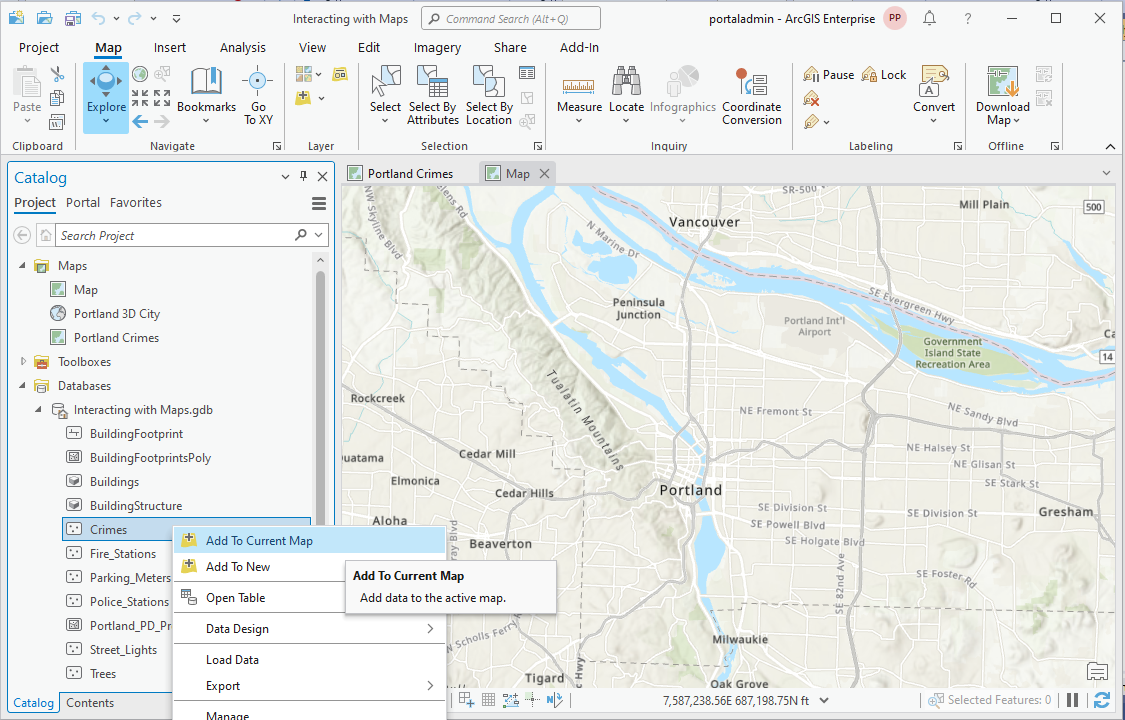 Interacting with Maps
Command Search (Alt+Q)
portaladmin - ArcGIS Enterprise
PP
?
Project
Map
Insert
Analysis
View
Edit
Imagery
Share
Add-In
Paste
Explore
Bookmarks
Go
To XY
Select
Select By
Attributes
Select By
Location
Measure
Locate
Infographics
Coordinate
Conversion
Pause
Lock
Convert
Download
Map
Clipboard
Navigate
Layer
Selection
Inquiry
Labeling
Offline
Catalog
Project
Portal
Favorites
Search Project
Maps
Map
Portland 3D City
Portland Crimes
Toolboxes
Databases
Interacting with Maps.gdb
BuildingFootprint
BuildingFootprintsPoly
Buildings
BuildingStructure
Crimes
Fire_Stations
Parking_Meters
Police_Stations
Portland_PD_Pr
Street_Lights
Trees
Catalog
Contents
Add To Current Map
Add To New
Open Table
Data Design
Load Data
Export
Manage
Add To Current Map
Add data to the active map.
Portland Crimes
Map
NW Skyline Blvd
elens Rd
SR-500
Vancouver
Mill Plain
500
N Marine Dr
Peninsula
Junction
SE Evergreen Hwy
Portland Int'l
Airport
Government
Island State
Recreation Area
Ca
14
Tualatin Mountains
Rockcreek
NE Fremont St
NE Sandy Blvd
Quatama
Cedar Mill
NE Halsey St
NE Glisan St
Elmonica
SE Stark St
Cedar Hills
Portland
SE Division St
SE Division St
Gresham
Aloha
SE Powell Blvd
SE Holgate Blvd
Beaverton
ray Blvd
SE 82nd Ave
SE Foster Rd
W Scholls Ferry
Milwaukie
Hwy
Tigard
Oak Grove
7,587,238.56E 687,198.75N ft
Selected Features: 0